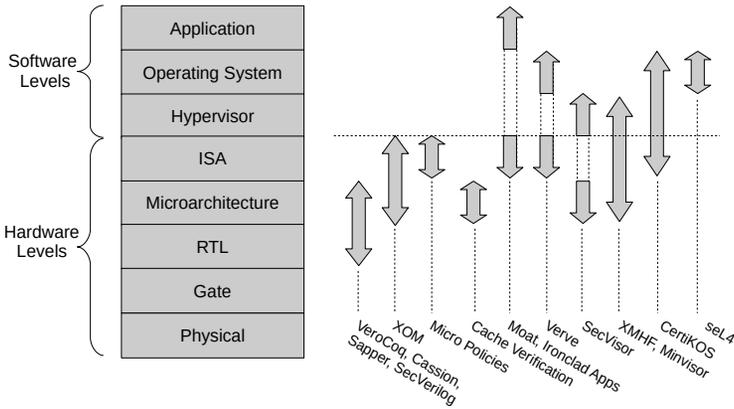 Software
Levels
Application
Operating System
Hypervisor
Hardware
Levels
ISA
Microarchitecture
RTL
Gate
Physical
VeroCoq, Cassion,
Sapper, SecVerilog
XOM
Micro Policies
Cache Verification
Moat, Ironclad Apps
Verve
SecVisor
XMHF, Minvisor
CertiKOS
seL4